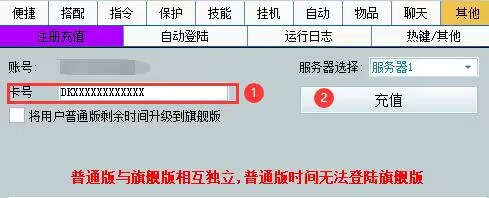 便捷 搭配 指令 保护 技能 挂机 自动 物品 聊天 其他
注册充值 自动登陆 运行日志 热键/其他
账号: 服务器选择: 服务器1
卡号 DKXXXXXXXXXXXX 1 2 充值
将用户普通版剩余时间升级到旗舰版
普通版与旗舰版相互独立,普通版时间无法登陆旗舰版